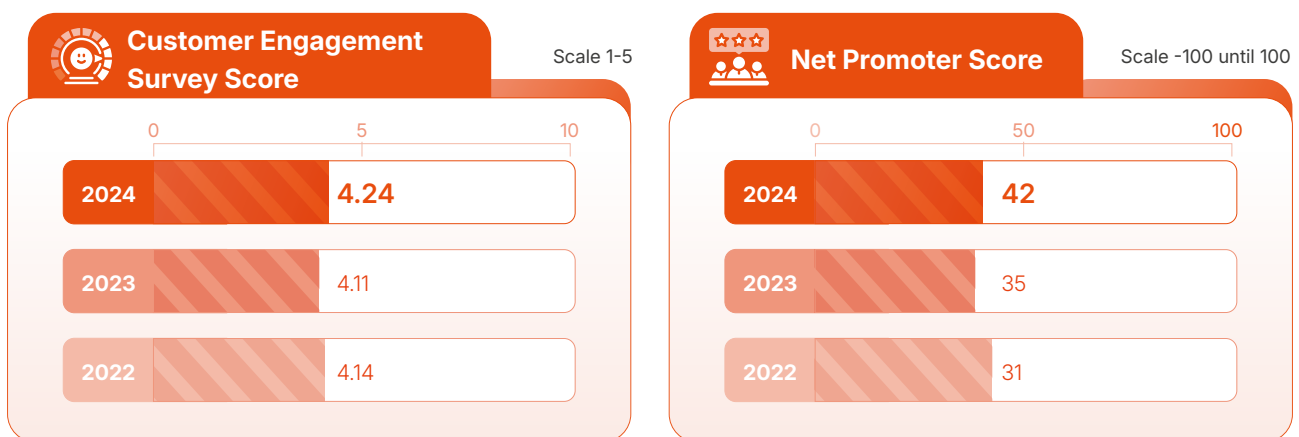 Customer Engagement
Survey Score
Scale 1-5
0 5 10
2024 4.24
2023 4.11
2022 4.14
Net Promoter Score
Scale -100 until 100
0 50 100
2024 42
2023 35
2022 31